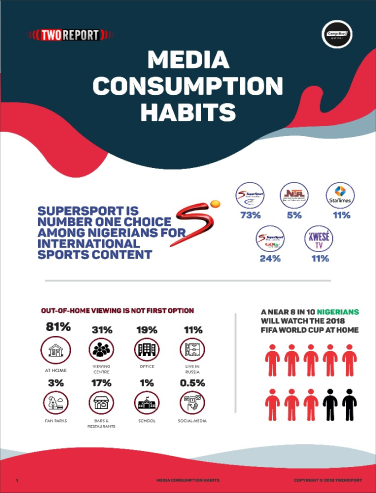 TWOREPORT
MEDIA
CONSUMPTION
HABITS
SUPERSPORT IS
NUMBER ONE CHOICE
AMONG NIGERIANS FOR
INTERNATIONAL
SPORTS CONTENT
SuperSport
StarTimes
73% 5% 11%
SuperSport
KWESÉ
TV
24% 11%
OUT-OF-HOME VIEWING IS NOT FIRST OPTION
81% 31% 19% 11%
AT HOME
VIEWING
CENTRE
OFFICE
LIVE IN
RUSSIA
3% 17% 1% 0.5%
FAN PARKS
BARS &
RESTAURANTS
SCHOOL
SOCIAL MEDIA
A NEAR 8 IN 10 NIGERIANS
WILL WATCH THE 2018
FIFA WORLD CUP AT HOME
MEDIA CONSUMPTION HABITS
COPYRIGHT © 2018 TWOREPORT